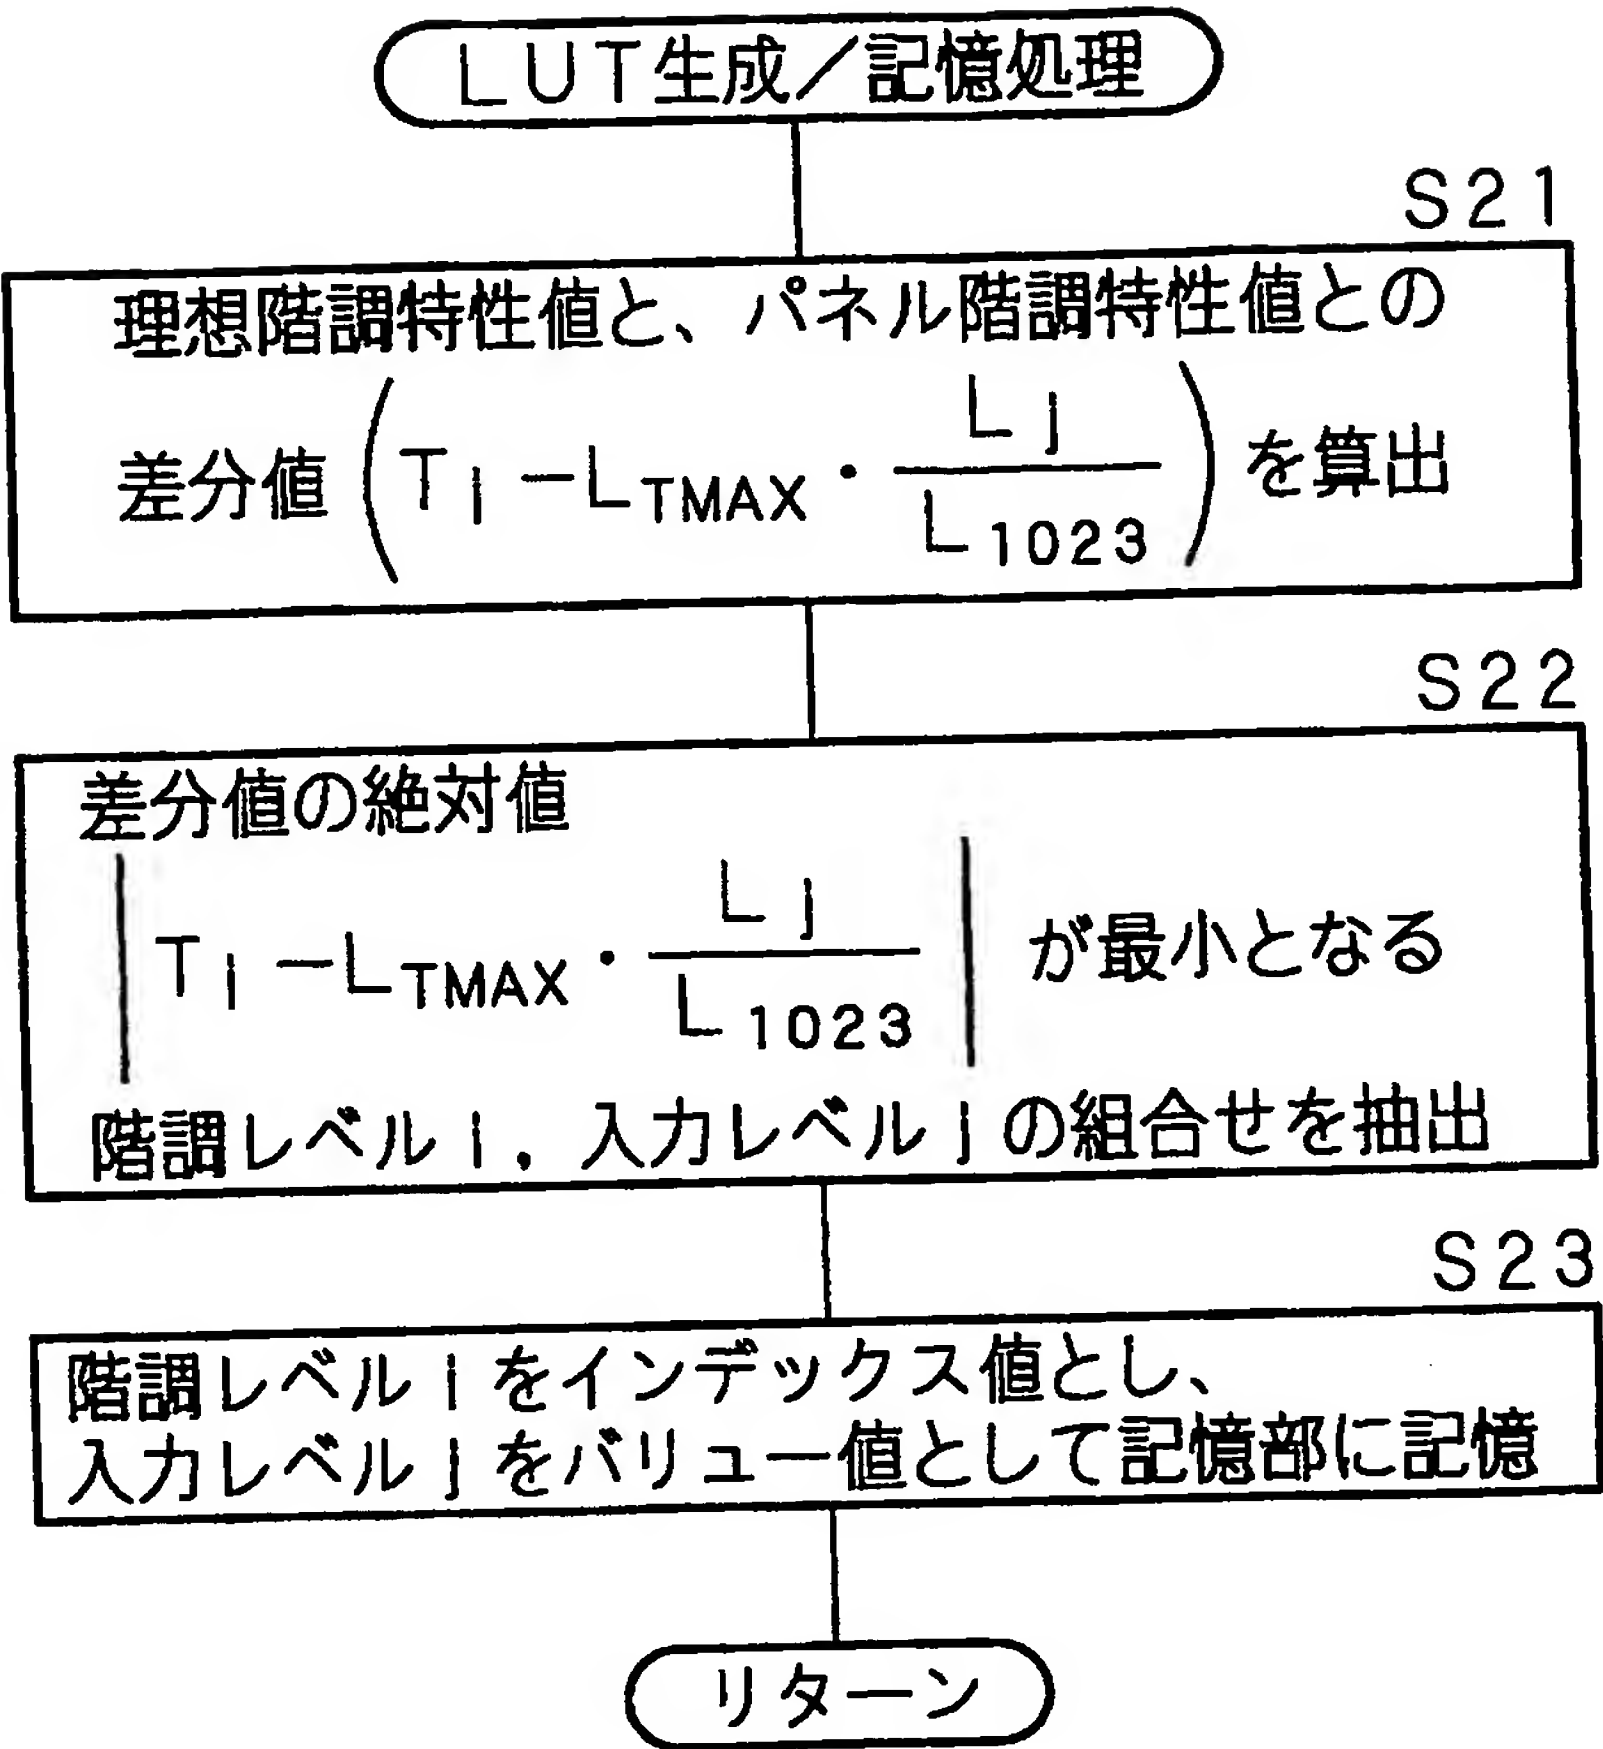 LUT生成／記憶処理
S21
理想階調特性値と、パネル階調特性値との
差分値(Ti－LTMAX・Lj/L1023)を算出
S22
差分値の絶対値
|Ti－LTMAX・Lj/L1023|が最小となる
階調レベルi，入力レベルjの組合せを抽出
S23
階調レベルiをインデックス値とし、
入力レベルjをバリュー値として記憶部に記憶
リターン